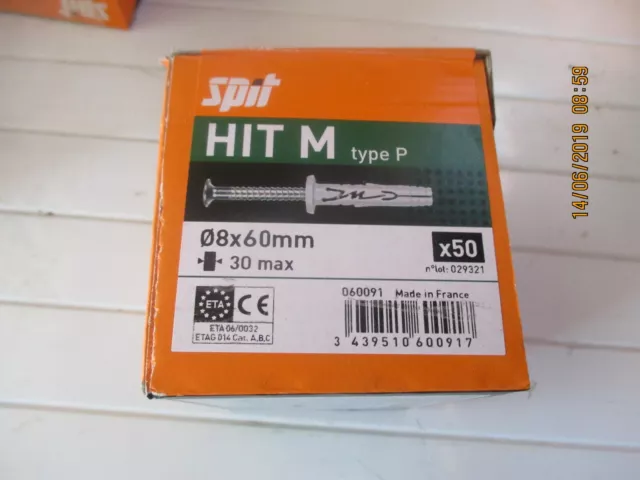 spit
HIT M type P
Ø8x60mm
30 max
x50
n°lot: 029321
ETA
CE
ETA-06/0032
ETAG 014 Cat. A,B,C
060091 Made in France
3 439510 600917
14/06/2019 08:59